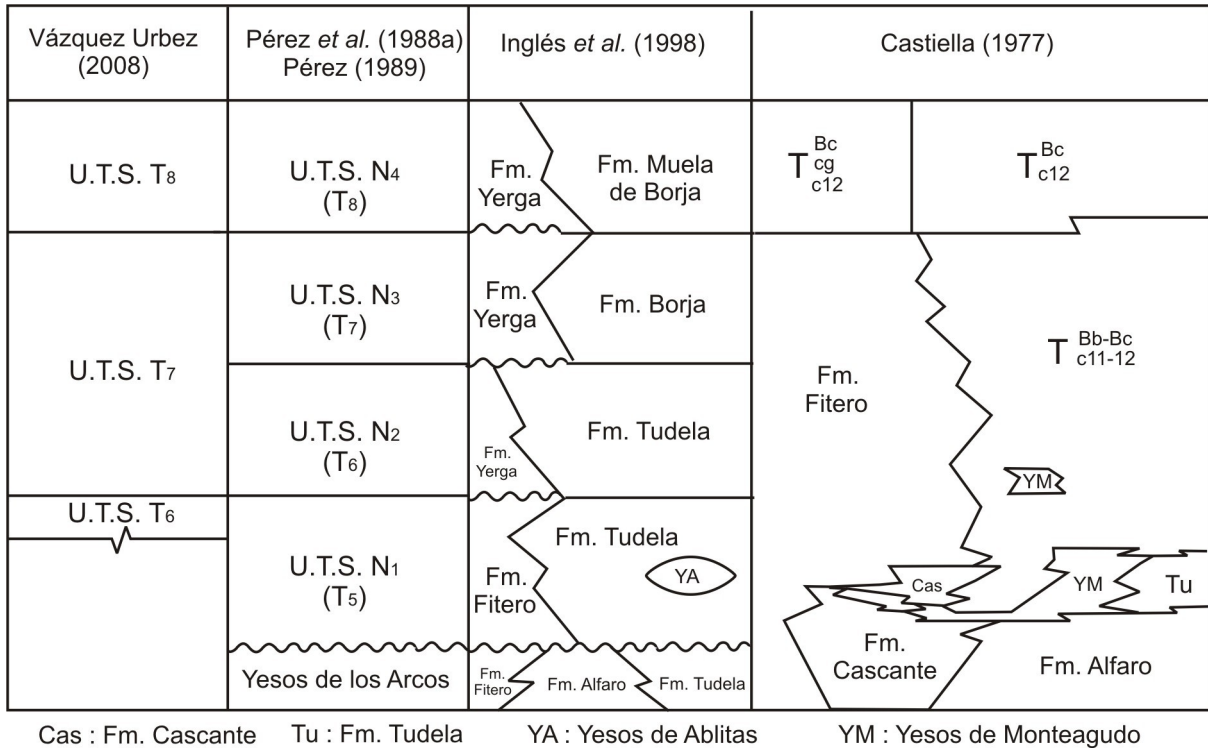 Vázquez Urbez
(2008)
Pérez et al. (1988a)
Pérez (1989)
Inglés et al. (1998)
Castiella (1977)
U.T.S. T8
U.T.S. N4
(T8)
Fm.
Yerga
Fm. Muela
de Borja
T Bc cg c12
T Bc c12
U.T.S. T7
U.T.S. N3
(T7)
Fm.
Yerga
Fm. Borja
Fm.
Fitero
T Bb-Bc c11-12
U.T.S. N2
(T6)
Fm.
Yerga
Fm. Tudela
YM
U.T.S. T6
U.T.S. N1
(T5)
Fm.
Fitero
Fm. Tudela
YA
Cas
YM
Tu
Yesos de los Arcos
Fm.
Fitero
Fm. Alfaro
Fm. Tudela
Fm.
Cascante
Fm. Alfaro
Cas : Fm. Cascante Tu : Fm. Tudela YA : Yesos de Ablitas YM : Yesos de Monteagudo